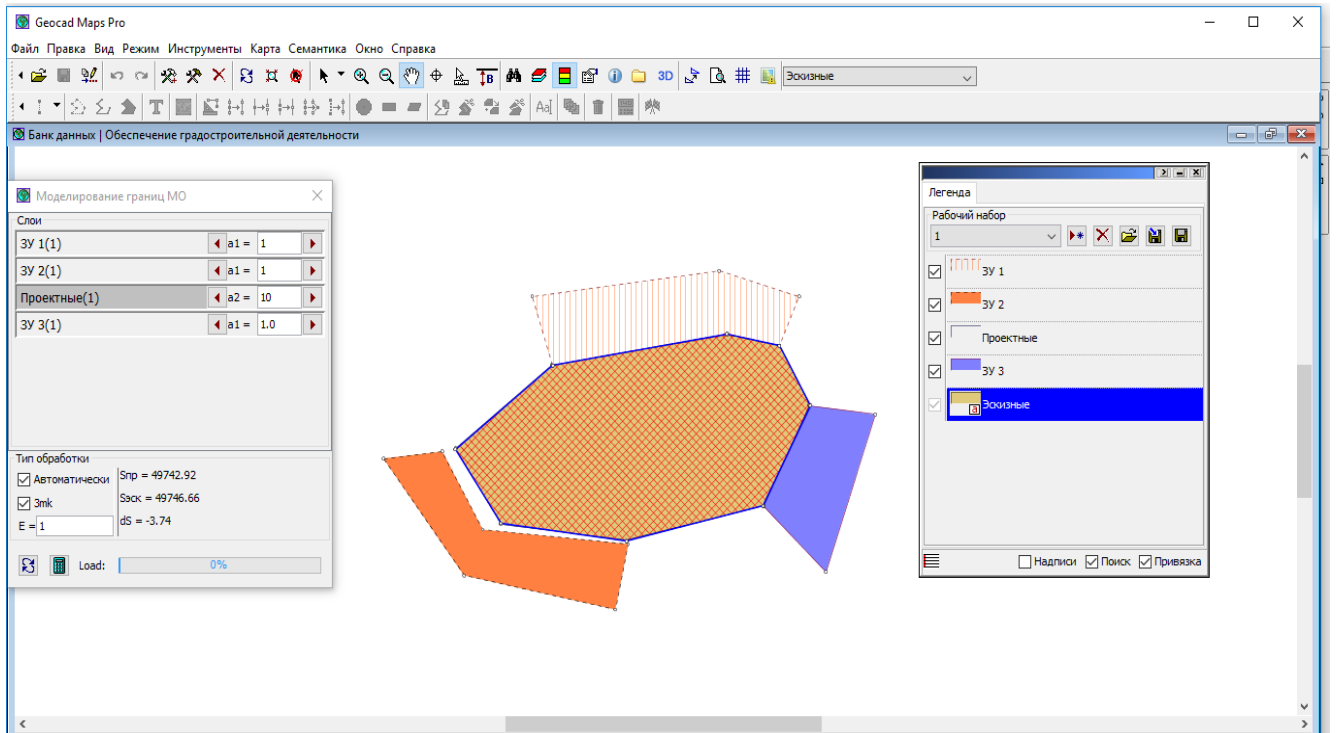 Geocad Maps Pro
Файл Правка Вид Режим Инструменты Карта Семантика Окно Справка
3D Эскизные
T Aa
Банк данных | Обеспечение градостроительной деятельности
Моделирование границ МО
Слои
ЗУ 1(1) a1 = 1
ЗУ 2(1) a1 = 1
Проектные(1) a2 = 10
ЗУ 3(1) a1 = 1.0
Тип обработки
Автоматически Sпр = 49742.92
3mk Sэск = 49746.66
E = 1 dS = -3.74
Load: 0%
Легенда
Рабочий набор
1
ЗУ 1
ЗУ 2
Проектные
ЗУ 3
a Эскизные
Надписи Поиск Привязка